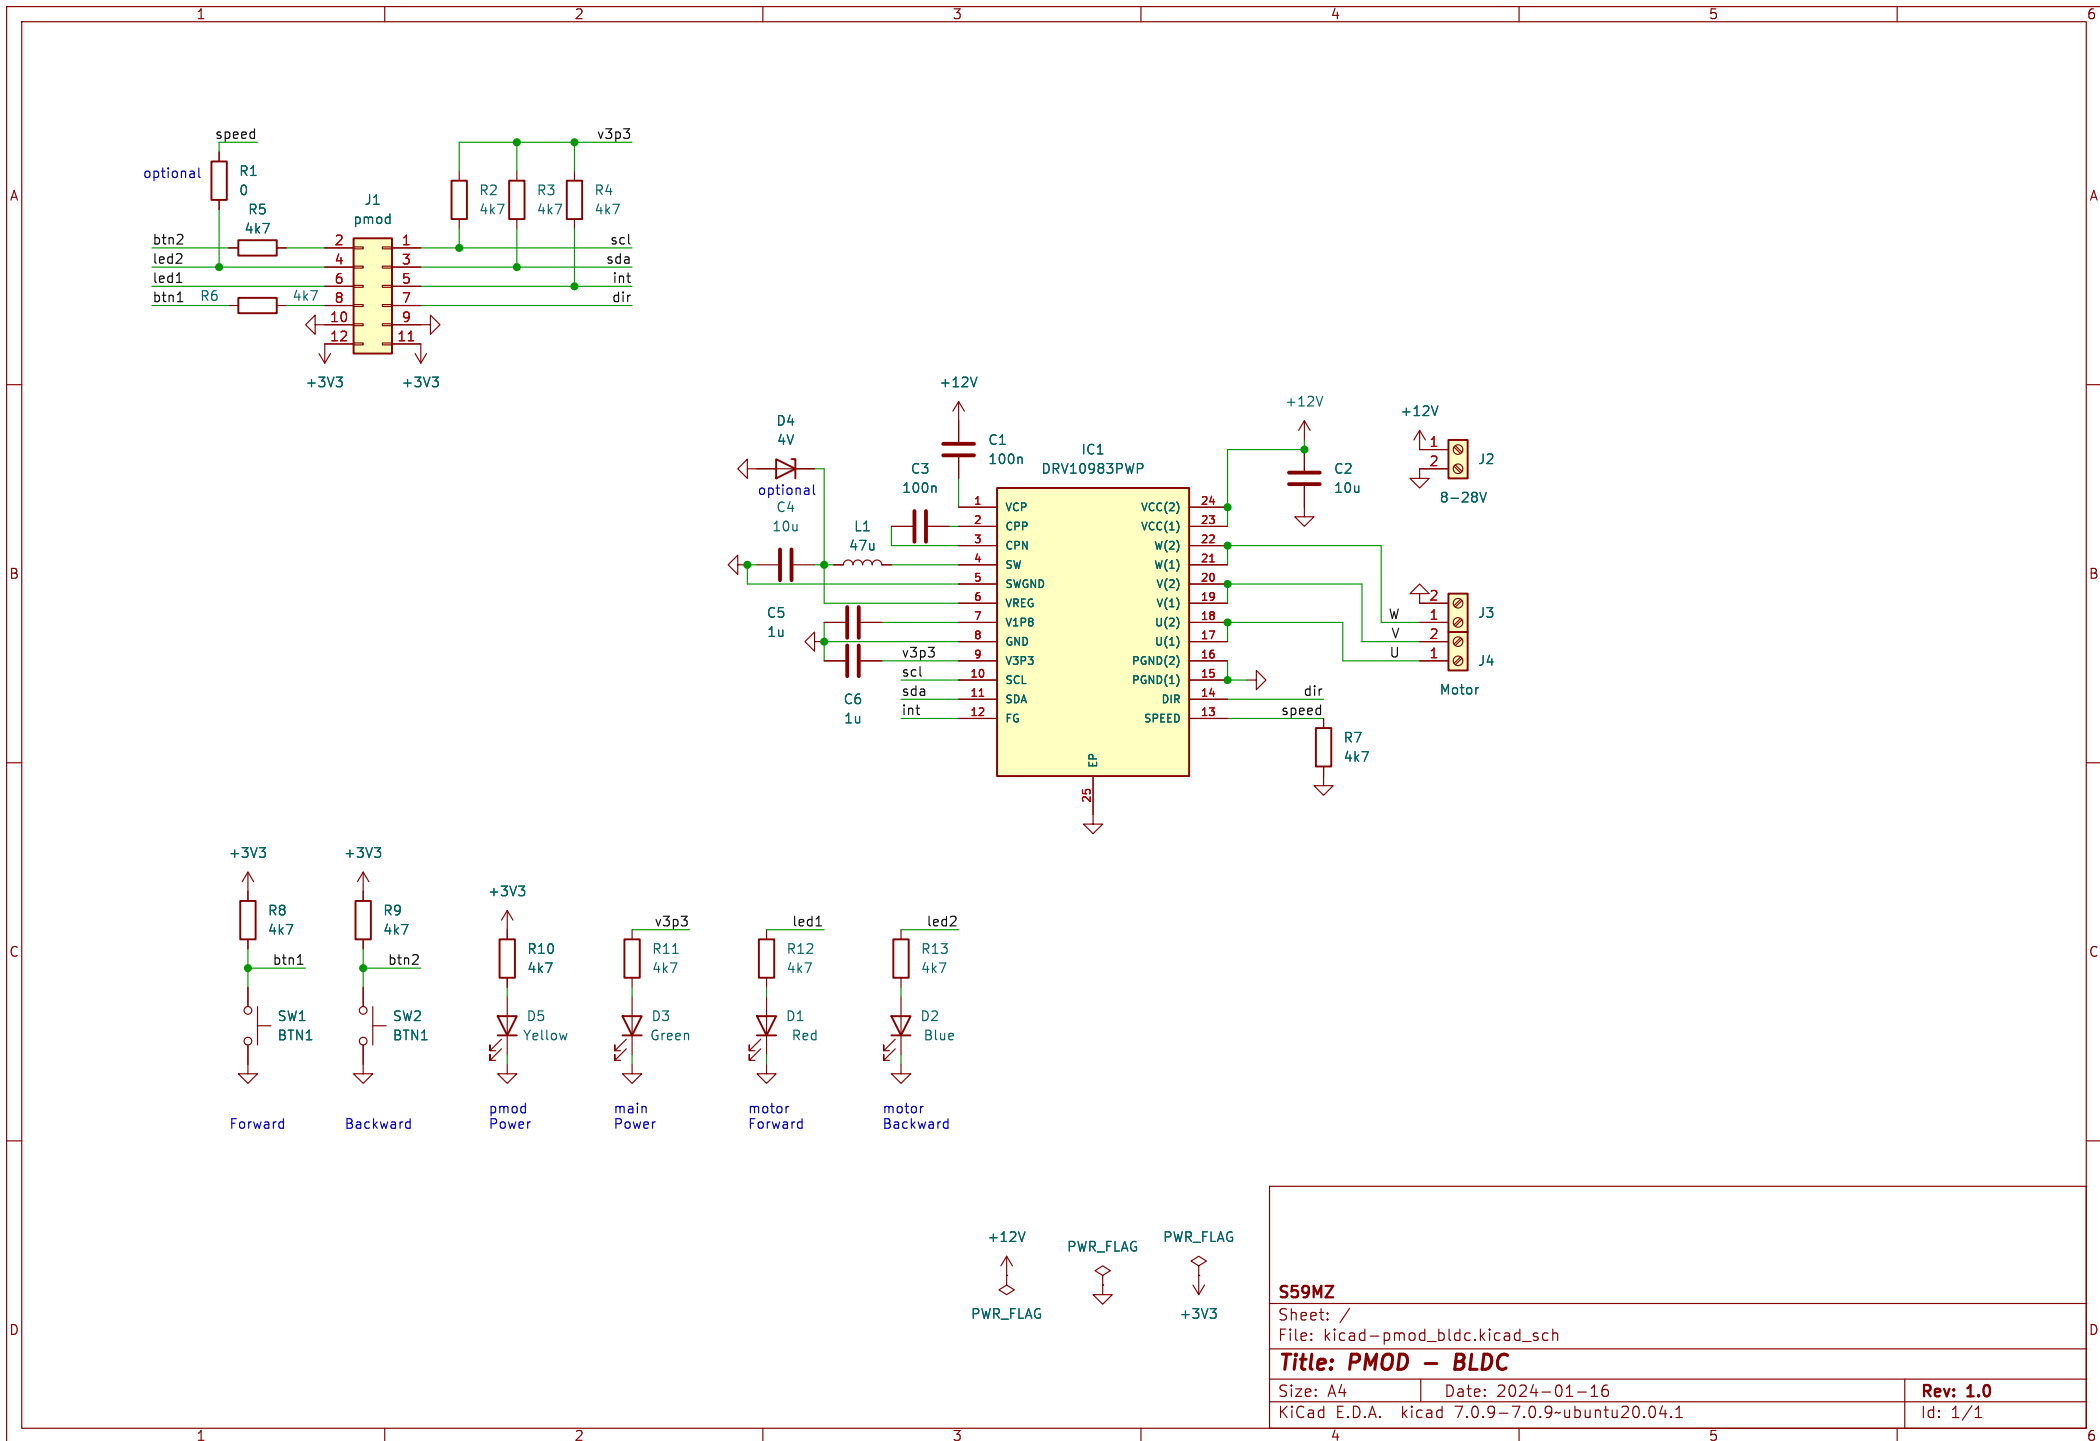 1 2 3 4 5 6
A
B
C
D
A
B
C
D
1 2 3 4 5 6
speed
optional
R1
0
R5
4k7
btn2
led2
led1
btn1
R6
4k7
J1
pmod
2 1
4 3
6 5
8 7
10 9
12 11
+3V3
+3V3
v3p3
R2
4k7
R3
4k7
R4
4k7
scl
sda
int
dir
+12V
C1
100n
D4
4V
optional
C3
100n
C4
10u
L1
47u
C5
1u
C6
1u
v3p3
scl
sda
int
IC1
DRV10983PWP
1 VCP
2 CPP
3 CPN
4 SW
5 SWGND
6 VREG
7 V1P8
8 GND
9 V3P3
10 SCL
11 SDA
12 FG
VCC(2) 24
VCC(1) 23
W(2) 22
W(1) 21
V(2) 20
V(1) 19
U(2) 18
U(1) 17
PGND(2) 16
PGND(1) 15
DIR 14
SPEED 13
EP
25
+12V
C2
10u
+12V
1
2
J2
8-28V
2
1
2
1
J3
J4
W
V
U
Motor
dir
speed
R7
4k7
+3V3
R8
4k7
btn1
SW1
BTN1
Forward
+3V3
R9
4k7
btn2
SW2
BTN1
Backward
+3V3
R10
4k7
D5
Yellow
pmod
Power
v3p3
R11
4k7
D3
Green
main
Power
led1
R12
4k7
D1
Red
motor
Forward
led2
R13
4k7
D2
Blue
motor
Backward
+12V
PWR_FLAG
PWR_FLAG
PWR_FLAG
+3V3
S59MZ
Sheet: /
File: kicad-pmod_bldc.kicad_sch
Title: PMOD - BLDC
Size: A4 Date: 2024-01-16 Rev: 1.0
KiCad E.D.A. kicad 7.0.9-7.0.9~ubuntu20.04.1 Id: 1/1